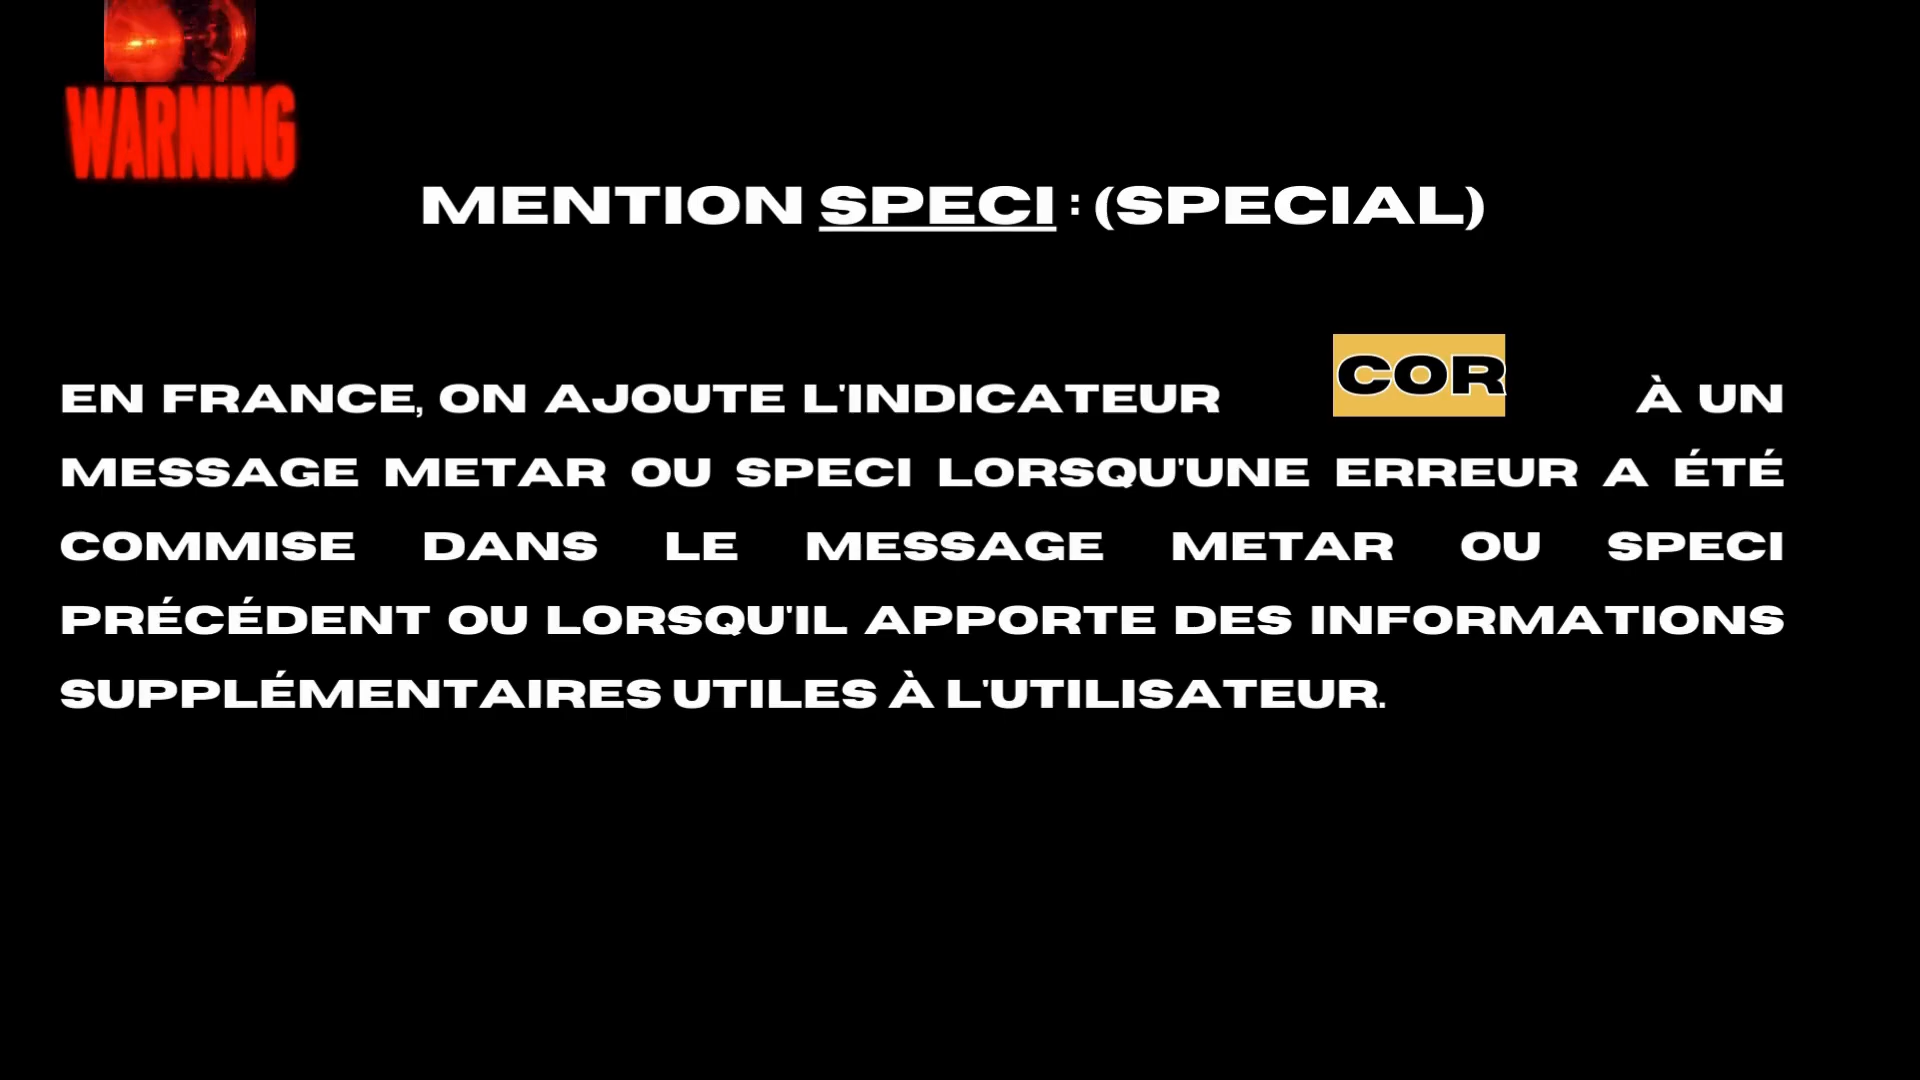 WARNING
MENTION SPECI : (SPECIAL)
EN FRANCE, ON AJOUTE L'INDICATEUR COR À UN
MESSAGE METAR OU SPECI LORSQU'UNE ERREUR A ÉTÉ
COMMISE DANS LE MESSAGE METAR OU SPECI
PRÉCÉDENT OU LORSQU'IL APPORTE DES INFORMATIONS
SUPPLÉMENTAIRES UTILES À L'UTILISATEUR.